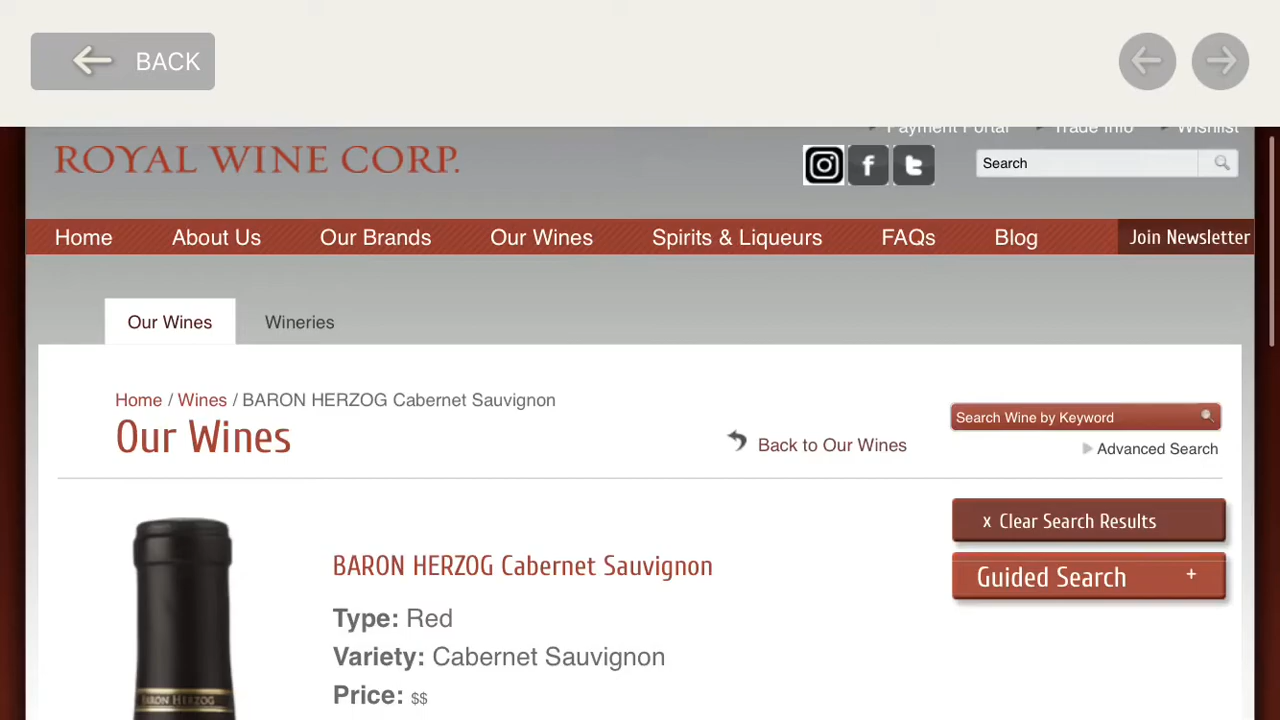 BACK
Payment Portal Trade Info Wishlist
ROYAL WINE CORP.
Search
Home About Us Our Brands Our Wines Spirits & Liqueurs FAQs Blog Join Newsletter
Our Wines Wineries
Home / Wines / BARON HERZOG Cabernet Sauvignon
Search Wine by Keyword
Our Wines
Back to Our Wines
Advanced Search
x Clear Search Results
BARON HERZOG Cabernet Sauvignon
Guided Search +
Type: Red
Variety: Cabernet Sauvignon
Price: $$
BARON HERZOG